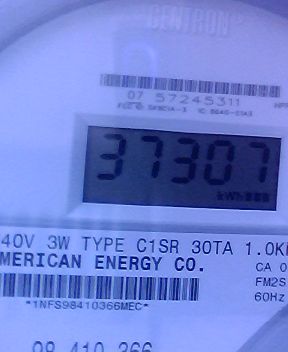 CENTRON
07 57245311
37307
kWh
40V 3W TYPE C1SR 30TA 1.0K
MERICAN ENERGY CO.
CA 0
FM2S
60Hz
*1NFS98410366MEC*
98 410 366